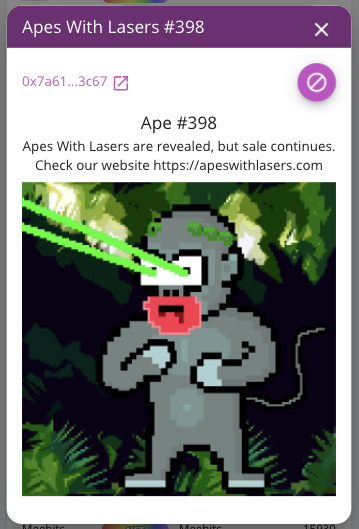 Apes With Lasers #398
0x7a61...3c67
Ape #398
Apes With Lasers are revealed, but sale continues.
Check our website https://apeswithlasers.com